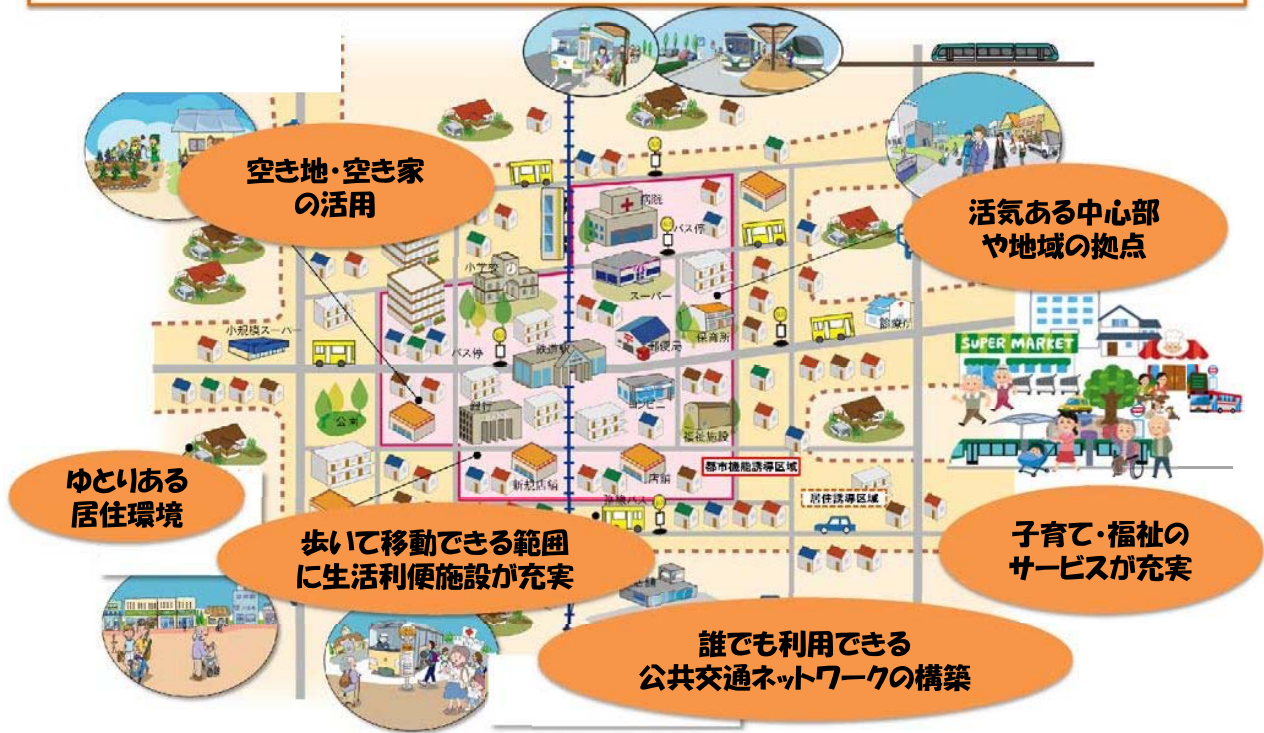 空き地・空き家
の活用
活気ある中心部
や地域の拠点
病院
バス停
小学校
スーパー
小規模スーパー
診療所
保育所
郵便局
バス停
鉄道駅
SUPER MARKET
コンビニ
銀行
公園
福祉施設
都市機能誘導区域
新規店舗
店舗
居住誘導区域
路線バス
ゆとりある
居住環境
歩いて移動できる範囲
に生活利便施設が充実
子育て・福祉の
サービスが充実
誰でも利用できる
公共交通ネットワークの構築